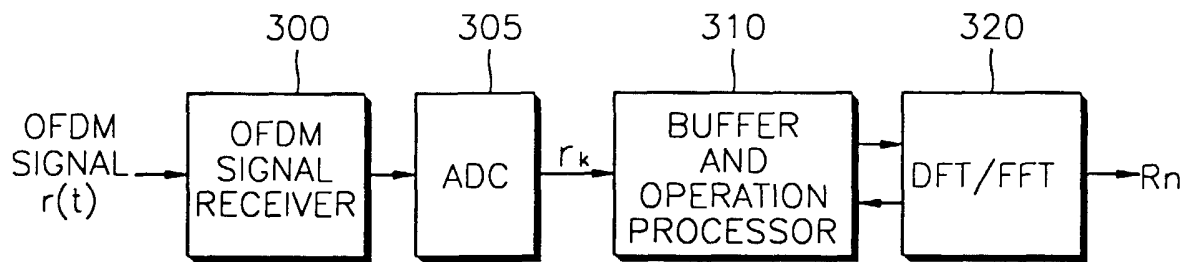 300
305
310
320
OFDM
SIGNAL
r(t)
OFDM
SIGNAL
RECEIVER
ADC
rk
BUFFER
AND
OPERATION
PROCESSOR
DFT/FFT
Rn